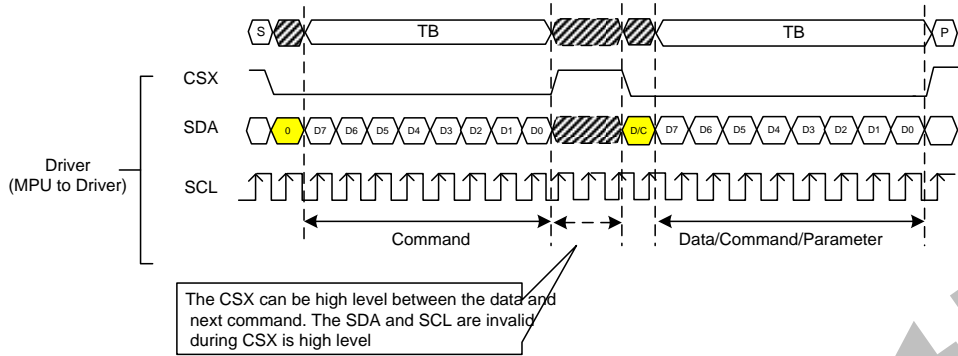 S TB TB P
CSX
SDA 0 D7 D6 D5 D4 D3 D2 D1 D0 D/C D7 D6 D5 D4 D3 D2 D1 D0
Driver
(MPU to Driver)
SCL
Command Data/Command/Parameter
The CSX can be high level between the data and
next command. The SDA and SCL are invalid
during CSX is high level